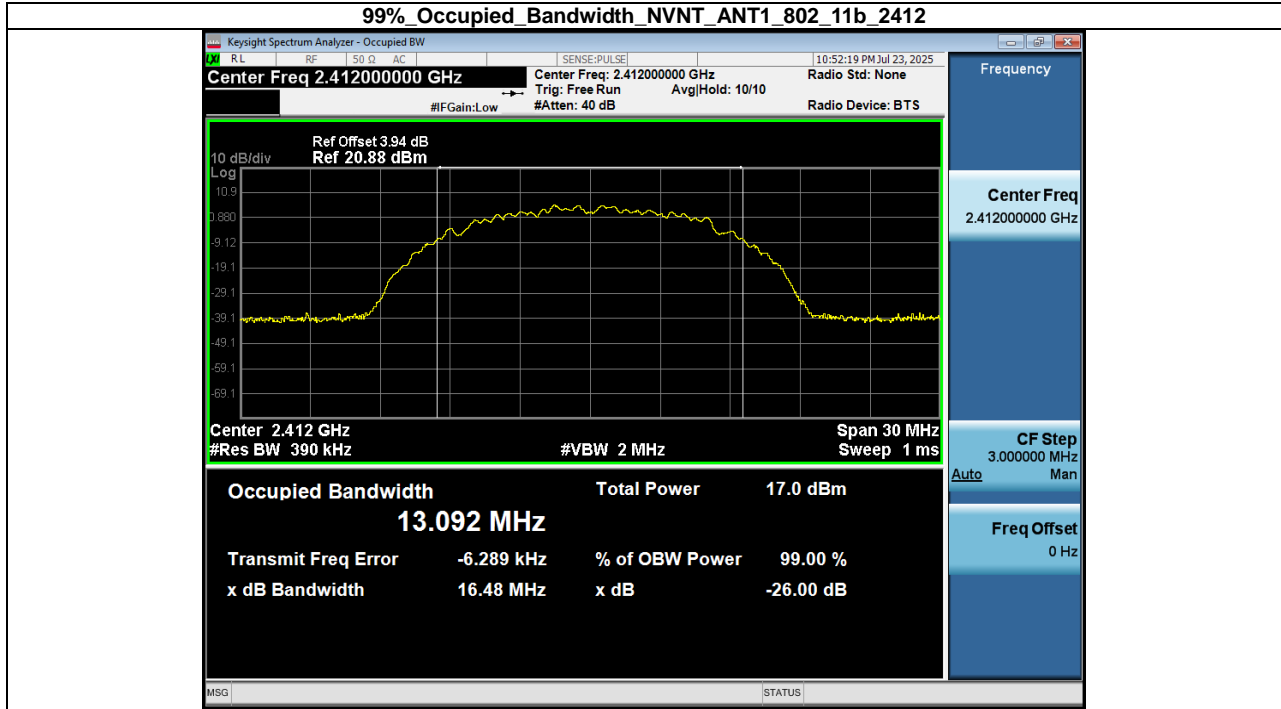 99%_Occupied_Bandwidth_NVNT_ANT1_802_11b_2412
Keysight Spectrum Analyzer - Occupied BW
LXI RL RF 50 Ω AC SENSE:PULSE 10:52:19 PM Jul 23, 2025
Center Freq 2.412000000 GHz Center Freq: 2.412000000 GHz Radio Std: None
Trig: Free Run Avg|Hold: 10/10
#IFGain:Low #Atten: 40 dB Radio Device: BTS
Frequency
Ref Offset 3.94 dB
10 dB/div Ref 20.88 dBm
Log
10.9
0.880
-9.12
-19.1
-29.1
-39.1
-49.1
-59.1
-69.1
Center 2.412 GHz Span 30 MHz
#Res BW 390 kHz #VBW 2 MHz Sweep 1 ms
Center Freq
2.412000000 GHz
CF Step
3.000000 MHz
Auto Man
Freq Offset
0 Hz
Occupied Bandwidth Total Power 17.0 dBm
13.092 MHz
Transmit Freq Error -6.289 kHz % of OBW Power 99.00 %
x dB Bandwidth 16.48 MHz x dB -26.00 dB
MSG STATUS